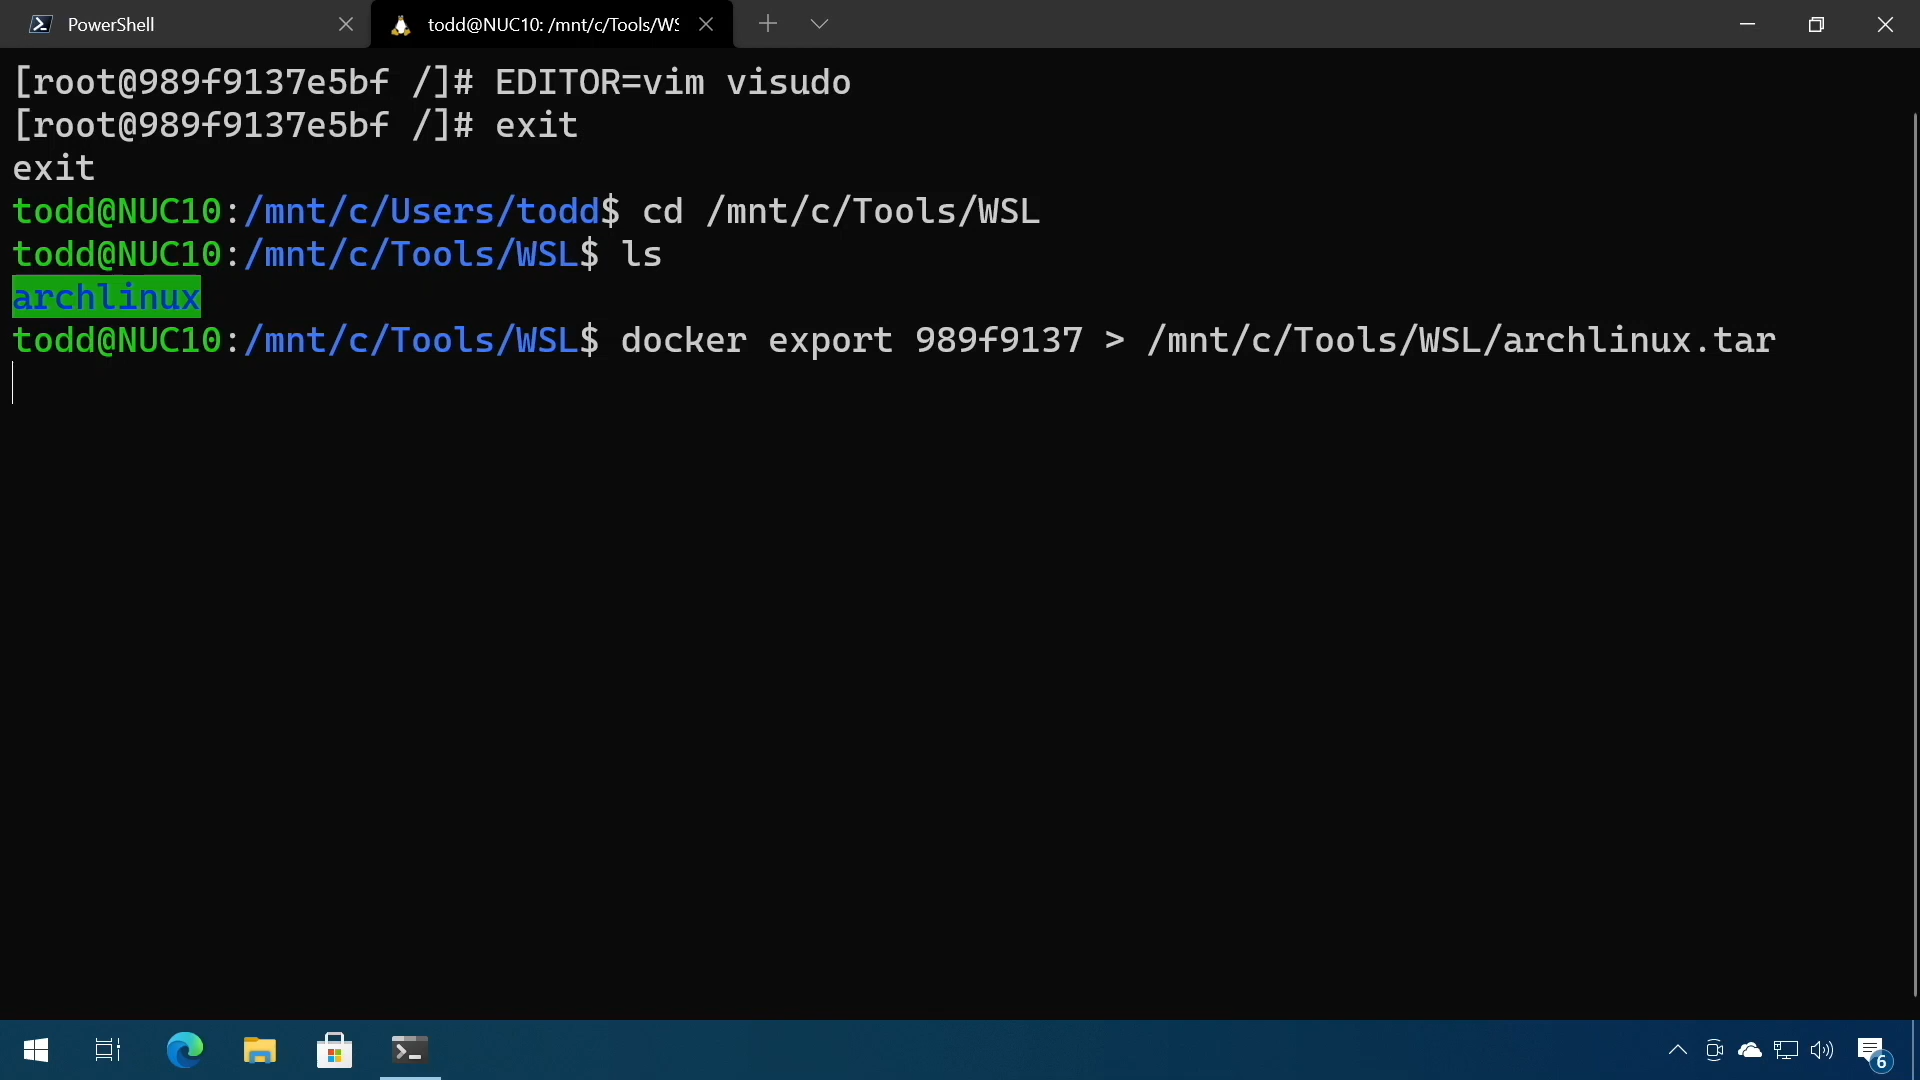 PowerShell
todd@NUC10: /mnt/c/Tools/WS
[root@989f9137e5bf /]# EDITOR=vim visudo
[root@989f9137e5bf /]# exit
exit
todd@NUC10:/mnt/c/Users/todd$ cd /mnt/c/Tools/WSL
todd@NUC10:/mnt/c/Tools/WSL$ ls
archlinux
todd@NUC10:/mnt/c/Tools/WSL$ docker export 989f9137 > /mnt/c/Tools/WSL/archlinux.tar
6